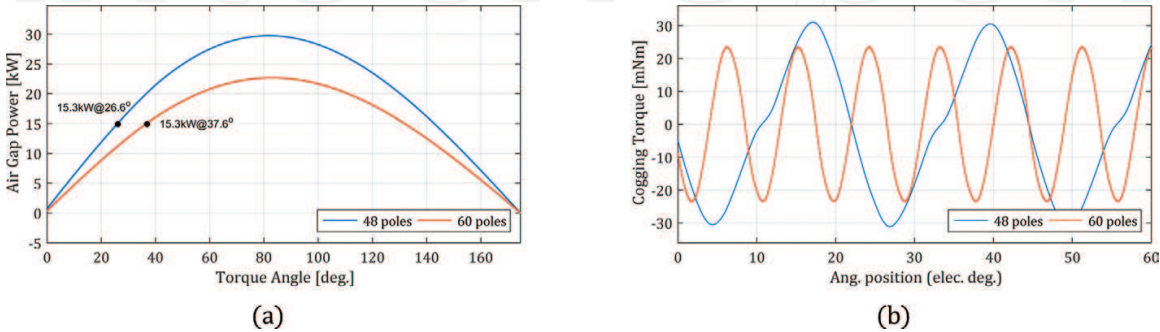 30
25
20
15
10
5
0
-5
Air Gap Power [kW]
15.3kW@26.6°
15.3kW@37.6°
48 poles 60 poles
0 20 40 60 80 100 120 140 160
Torque Angle [deg.]
(a)
30
20
10
0
-10
-20
-30
Cogging Torque [mNm]
48 poles 60 poles
0 10 20 30 40 50 60
Ang. position (elec. deg.)
(b)